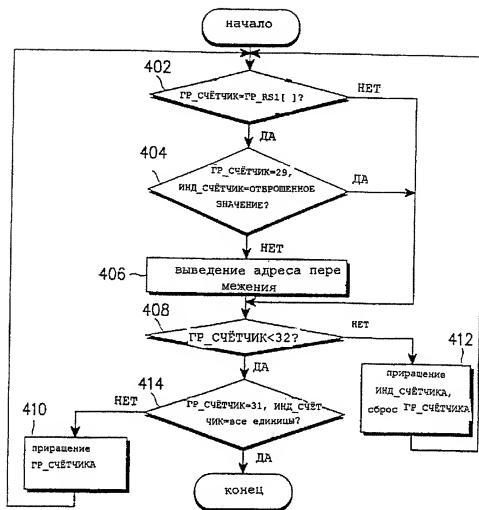 начало
402
ГР_СЧЁТЧИК=ГР_RS1[ ]?
НЕТ
ДА
404
ГР_СЧЁТЧИК=29,
ИНД_СЧЁТЧИК=ОТБРОШЕННОЕ
ЗНАЧЕНИЕ?
ДА
НЕТ
406
выведение адреса пере
межения
408
ГР_СЧЁТЧИК<32?
НЕТ
ДА
412
приращение
ИНД_СЧЁТЧИКА,
сброс ГР_СЧЁТЧИКА
414
ГР_СЧЁТЧИК=31, ИНД_СЧЁТ
ЧИК=все единицы?
НЕТ
410
приращение
ГР_СЧЁТЧИКА
ДА
конец